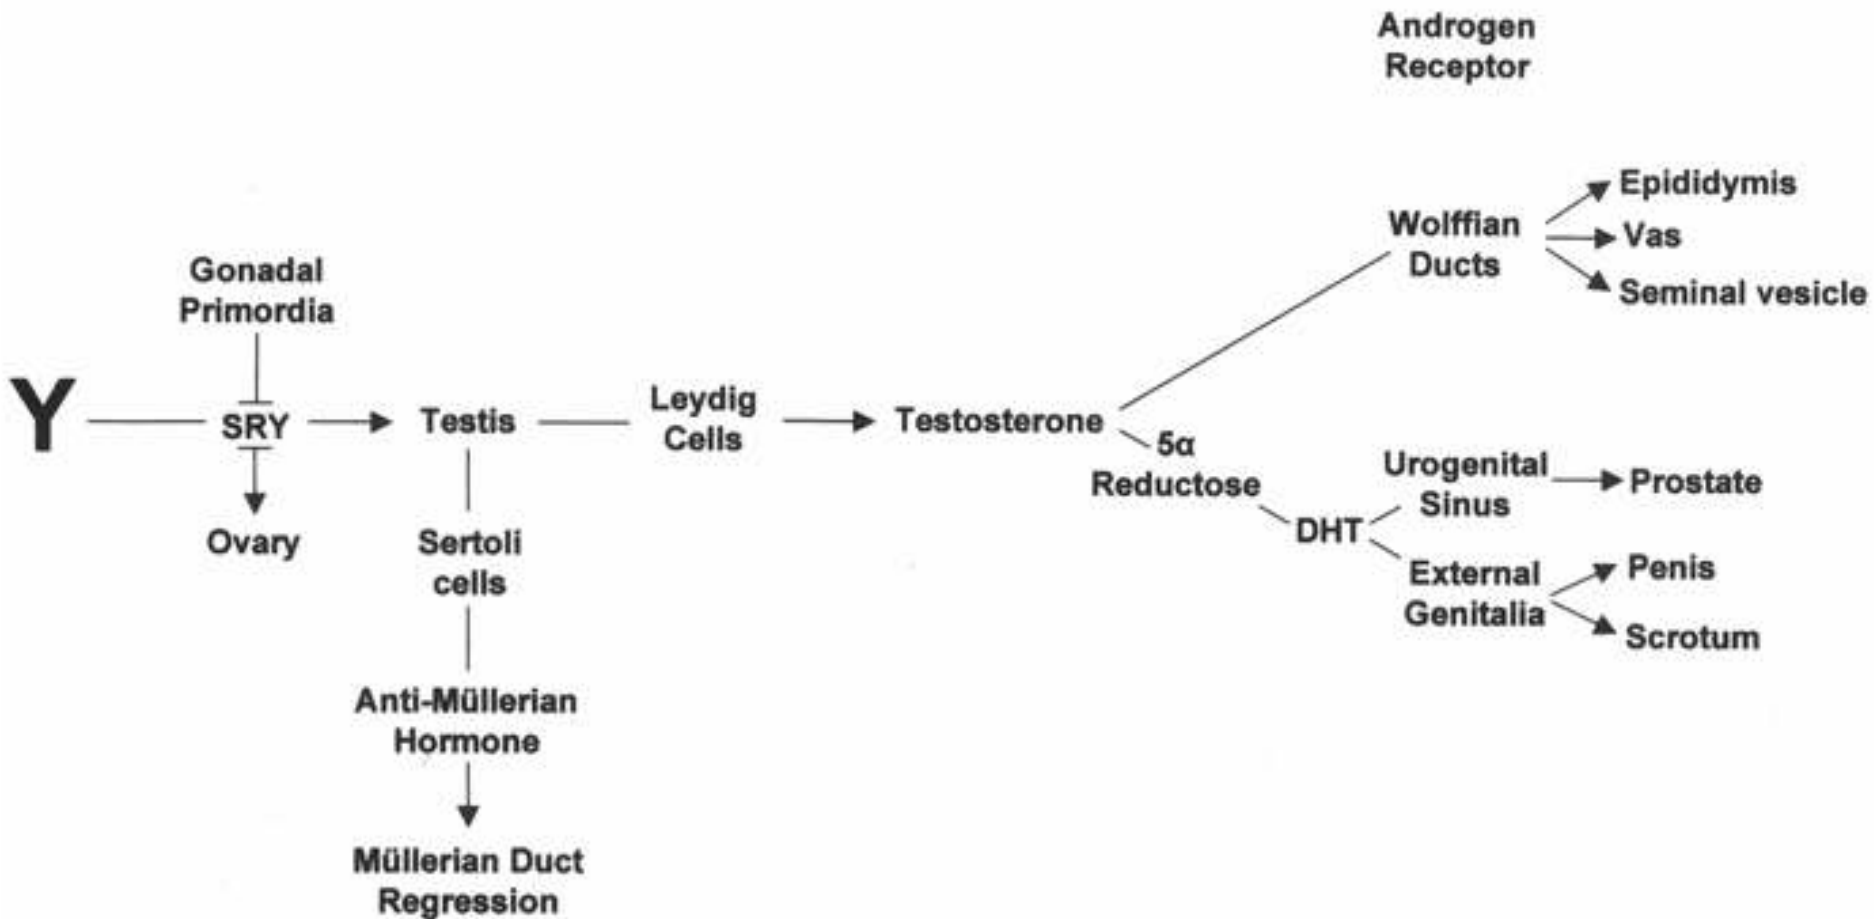 Androgen
Receptor
Gonadal
Primordia
Y
SRY
Ovary
Testis
Sertoli
cells
Anti-Müllerian
Hormone
Müllerian Duct
Regression
Leydig
Cells
Testosterone
5α
Reductose
DHT
Wolffian
Ducts
Epididymis
Vas
Seminal vesicle
Urogenital
Sinus
Prostate
External
Genitalia
Penis
Scrotum